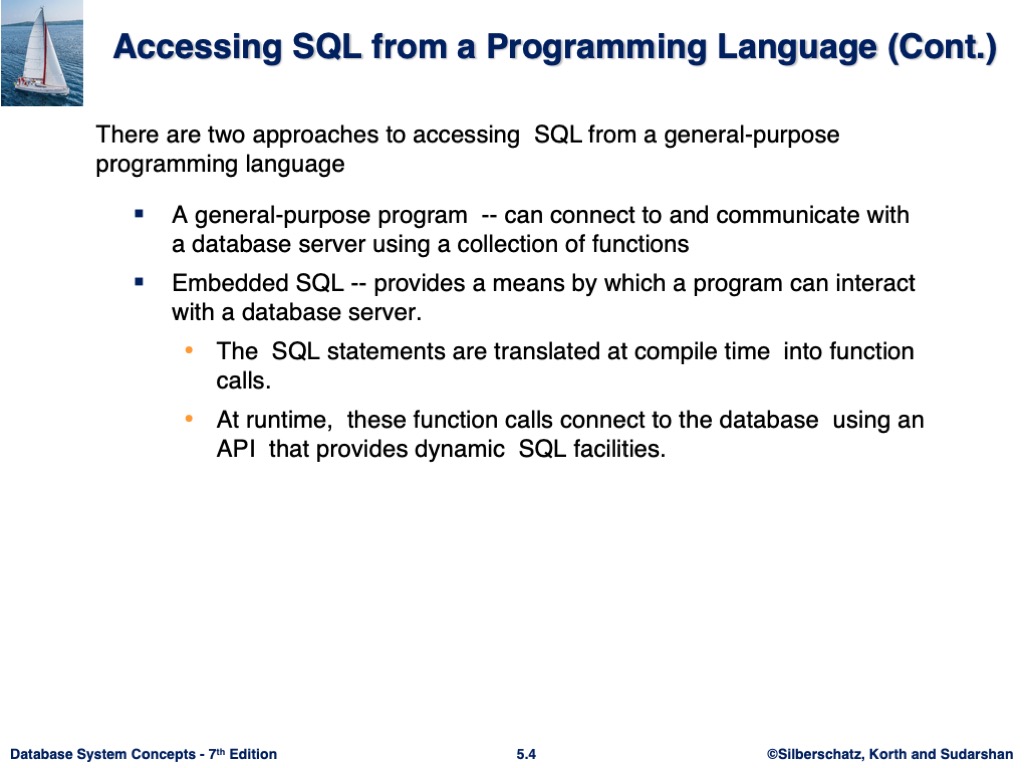 Accessing SQL from a Programming Language (Cont.)
There are two approaches to accessing  SQL from a general-purpose
programming language
▪ A general-purpose program  -- can connect to and communicate with
a database server using a collection of functions
▪ Embedded SQL -- provides a means by which a program can interact
with a database server.
• The  SQL statements are translated at compile time  into function
calls.
• At runtime,  these function calls connect to the database  using an
API  that provides dynamic  SQL facilities.
Database System Concepts - 7th Edition
5.4
©Silberschatz, Korth and Sudarshan